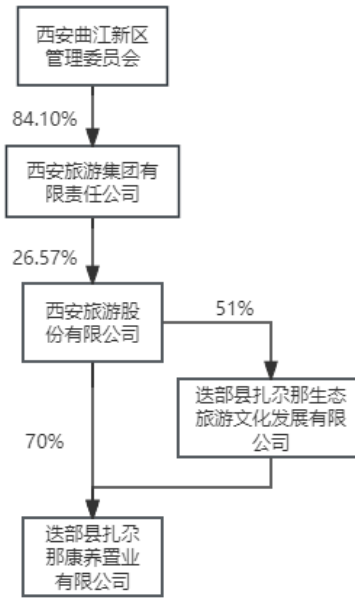 西安曲江新区
管理委员会
84.10%
西安旅游集团有
限责任公司
26.57%
西安旅游股
份有限公司
51%
迭部县扎尕那生态
旅游文化发展有限
公司
70%
迭部县扎尕
那康养置业
有限公司